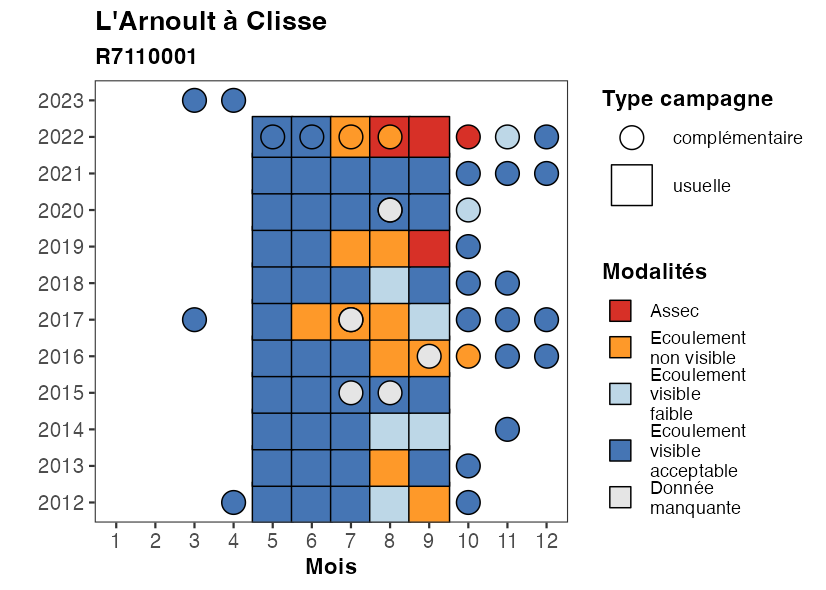 L'Arnoult à Clisse
R7110001
2023
2022
2021
2020
2019
2018
2017
2016
2015
2014
2013
2012
1 2 3 4 5 6 7 8 9 10 11 12
Mois
Type campagne
complémentaire
usuelle
Modalités
Assec
Ecoulement
non visible
Ecoulement
visible
faible
Ecoulement
visible
acceptable
Donnée
manquante